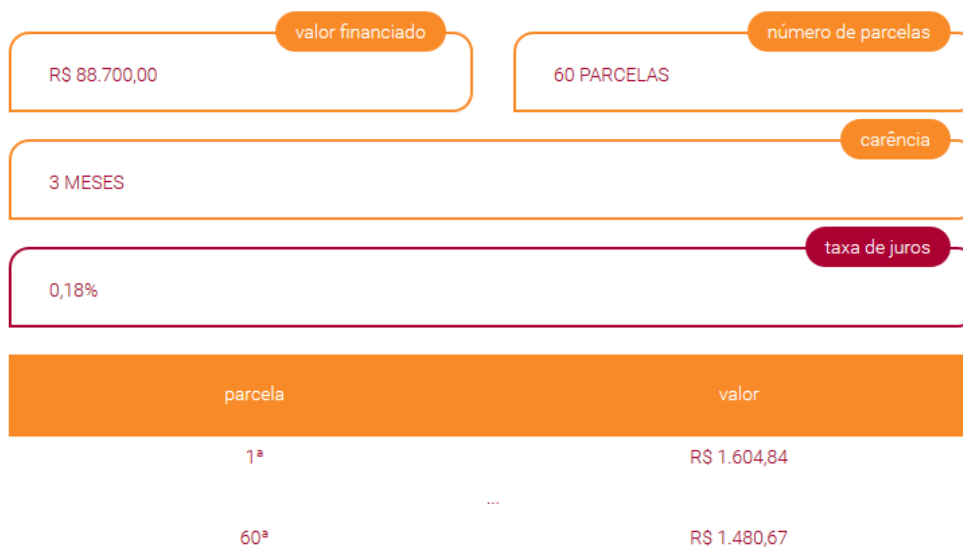 valor financiado
R$ 88.700,00
número de parcelas
60 PARCELAS
carência
3 MESES
taxa de juros
0,18%
parcela valor
1ª R$ 1.604,84
...
60ª R$ 1.480,67